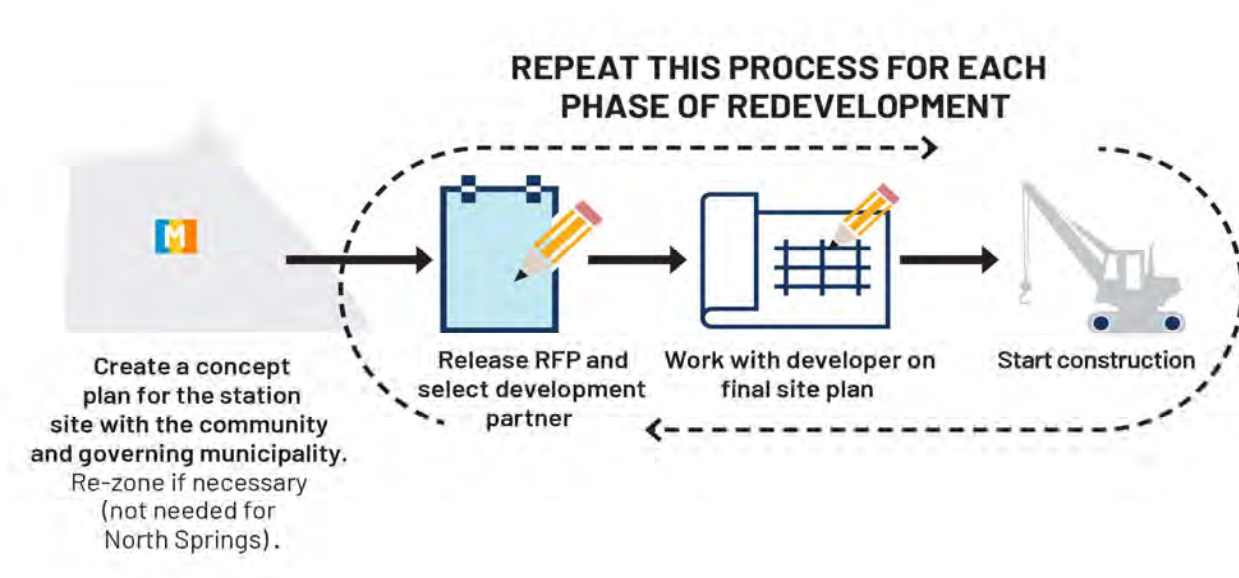 REPEAT THIS PROCESS FOR EACH
PHASE OF REDEVELOPMENT
M
Create a concept
plan for the station
site with the community
and governing municipality.
Re-zone if necessary
(not needed for
North Springs).
Release RFP and
select development
partner
Work with developer on
final site plan
Start construction